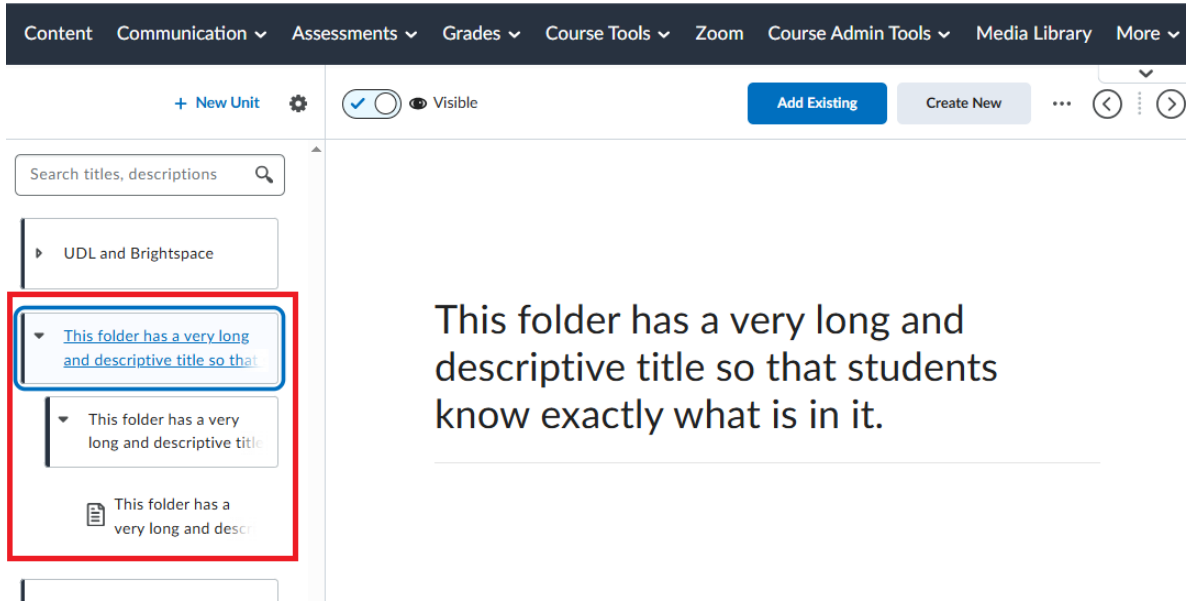 Content Communication Assessments Grades Course Tools Zoom Course Admin Tools Media Library More
+ New Unit Visible Add Existing Create New ...
Search titles, descriptions
UDL and Brightspace
This folder has a very long
and descriptive title so that
This folder has a very
long and descriptive title
This folder has a
very long and descr
This folder has a very long and
descriptive title so that students
know exactly what is in it.